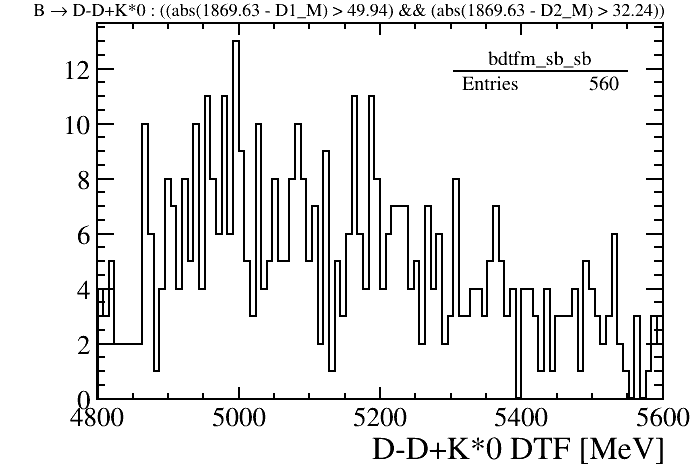 B → D-D+K*0 : ((abs(1869.63 - D1_M) > 49.94) && (abs(1869.63 - D2_M) > 32.24))
bdtfm_sb_sb
Entries 560
12
10
8
6
4
2
0
4800 5000 5200 5400 5600
D-D+K*0 DTF [MeV]